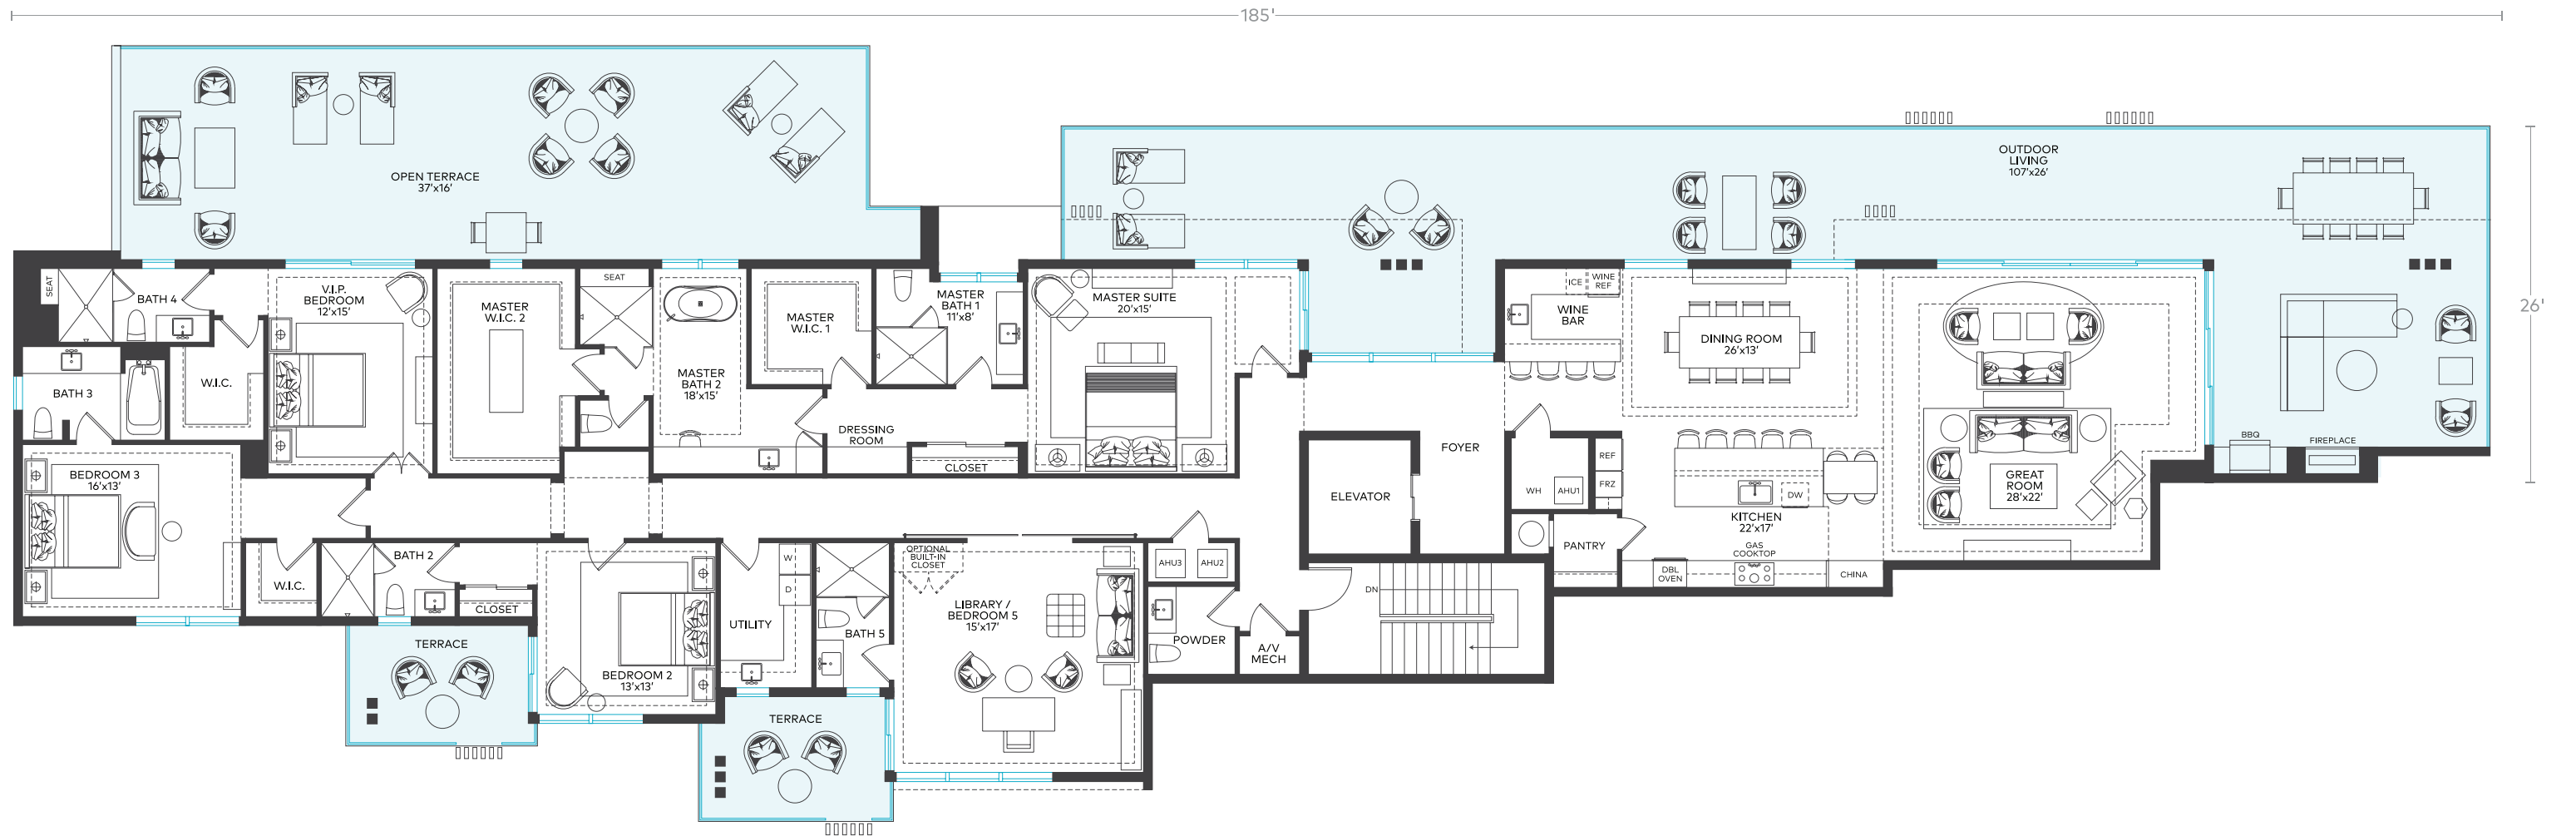 185'
OPEN TERRACE
37'x16'
OUTDOOR
LIVING
107'x26'
26'
SEAT
BATH 4
V.I.P.
BEDROOM
12'x15'
MASTER
W.I.C. 2
SEAT
MASTER
BATH 2
18'x15'
MASTER
W.I.C. 1
MASTER
BATH 1
11'x8'
MASTER SUITE
20'x15'
ICE
WINE
REF
WINE
BAR
DINING ROOM
26'x13'
BATH 3
W.I.C.
DRESSING
ROOM
CLOSET
FOYER
ELEVATOR
WH
AHU1
REF
FRZ
DW
KITCHEN
22'x17'
GREAT
ROOM
28'x22'
BBQ
FIREPLACE
BEDROOM 3
16'x13'
W.I.C.
BATH 2
CLOSET
BEDROOM 2
13'x13'
W
D
UTILITY
BATH 5
OPTIONAL
BUILT-IN
CLOSET
LIBRARY /
BEDROOM 5
15'x17'
AHU3
AHU2
POWDER
A/V
MECH
DN
PANTRY
GAS
COOKTOP
DBL
OVEN
CHINA
TERRACE
TERRACE